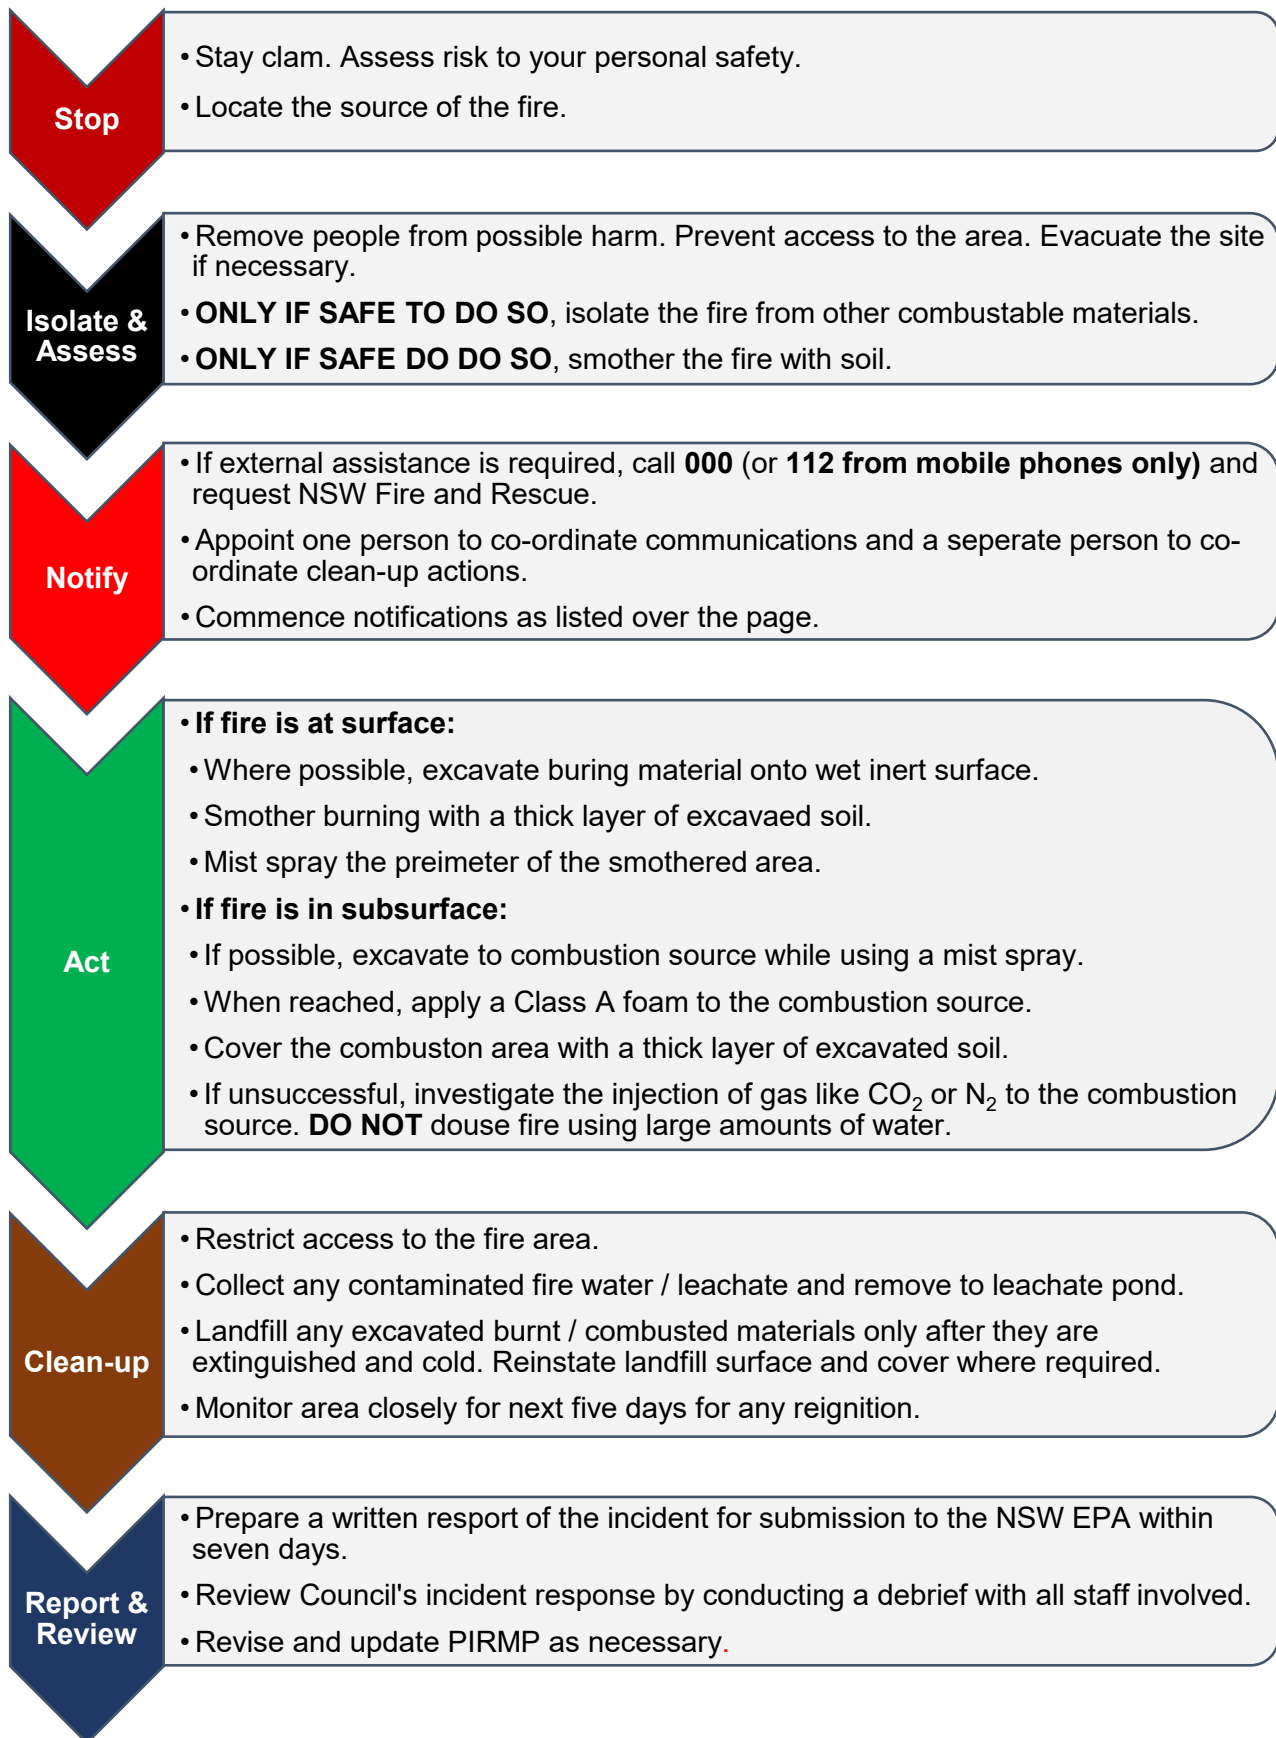 Stop
• Stay clam. Assess risk to your personal safety.
• Locate the source of the fire.
Isolate &
Assess
• Remove people from possible harm. Prevent access to the area. Evacuate the site
if necessary.
• ONLY IF SAFE TO DO SO, isolate the fire from other combustable materials.
• ONLY IF SAFE DO DO SO, smother the fire with soil.
Notify
• If external assistance is required, call 000 (or 112 from mobile phones only) and
request NSW Fire and Rescue.
• Appoint one person to co-ordinate communications and a seperate person to co-
ordinate clean-up actions.
• Commence notifications as listed over the page.
Act
• If fire is at surface:
• Where possible, excavate buring material onto wet inert surface.
• Smother burning with a thick layer of excavaed soil.
• Mist spray the preimeter of the smothered area.
• If fire is in subsurface:
• If possible, excavate to combustion source while using a mist spray.
• When reached, apply a Class A foam to the combustion source.
• Cover the combuston area with a thick layer of excavated soil.
• If unsuccessful, investigate the injection of gas like CO₂ or N₂ to the combustion
source. DO NOT douse fire using large amounts of water.
Clean-up
• Restrict access to the fire area.
• Collect any contaminated fire water / leachate and remove to leachate pond.
• Landfill any excavated burnt / combusted materials only after they are
extinguished and cold. Reinstate landfill surface and cover where required.
• Monitor area closely for next five days for any reignition.
Report &
Review
• Prepare a written resport of the incident for submission to the NSW EPA within
seven days.
• Review Council's incident response by conducting a debrief with all staff involved.
• Revise and update PIRMP as necessary.